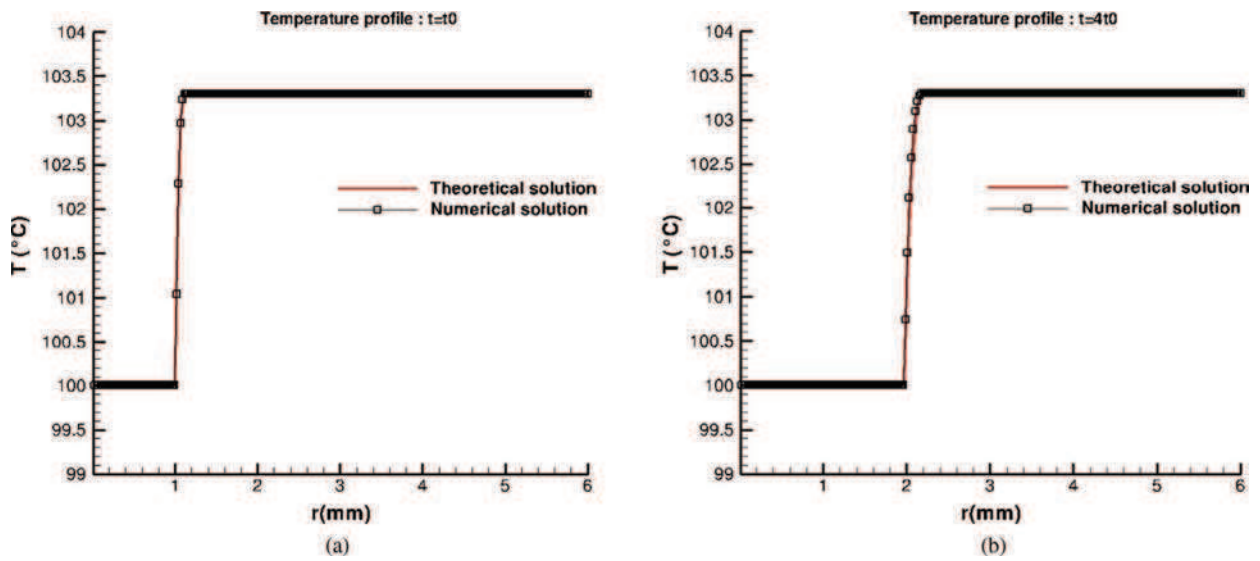 Temperature profile : t=t0
104
103.5
103
102.5
102
101.5
101
100.5
100
99.5
99
T (°C)
Theoretical solution
Numerical solution
1 2 3 4 5 6
r(mm)
(a)
Temperature profile : t=4t0
104
103.5
103
102.5
102
101.5
101
100.5
100
99.5
99
T (°C)
Theoretical solution
Numerical solution
1 2 3 4 5 6
r(mm)
(b)